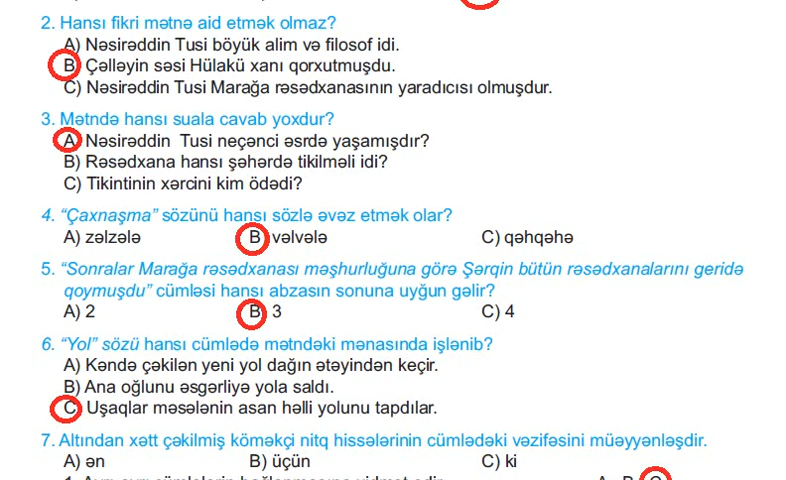 2. Hansı fikri mətnə aid etmək olmaz?
A) Nəsirəddin Tusi böyük alim və filosof idi.
B) Çəlləyin səsi Hülakü xanı qorxutmuşdu.
C) Nəsirəddin Tusi Marağa rəsədxanasının yaradıcısı olmuşdur.
3. Mətndə hansı suala cavab yoxdur?
A) Nəsirəddin Tusi neçənci əsrdə yaşamışdır?
B) Rəsədxana hansı şəhərdə tikilməli idi?
C) Tikintinin xərcini kim ödədi?
4. “Çaxnaşma” sözünü hansı sözlə əvəz etmək olar?
A) zəlzələ B) vəlvələ C) qəhqəhə
5. “Sonralar Marağa rəsədxanası məşhurluğuna görə Şərqin bütün rəsədxanalarını geridə
qoymuşdu” cümləsi hansı abzasın sonuna uyğun gəlir?
A) 2 B) 3 C) 4
6. “Yol” sözü hansı cümlədə mətndəki mənasında işlənib?
A) Kəndə çəkilən yeni yol dağın ətəyindən keçir.
B) Ana oğlunu əsgərliyə yola saldı.
C) Uşaqlar məsələnin asan həlli yolunu tapdılar.
7. Altından xətt çəkilmiş köməkçi nitq hissələrinin cümlədəki vəzifəsini müəyyənləşdir.
A) ən B) üçün C) ki